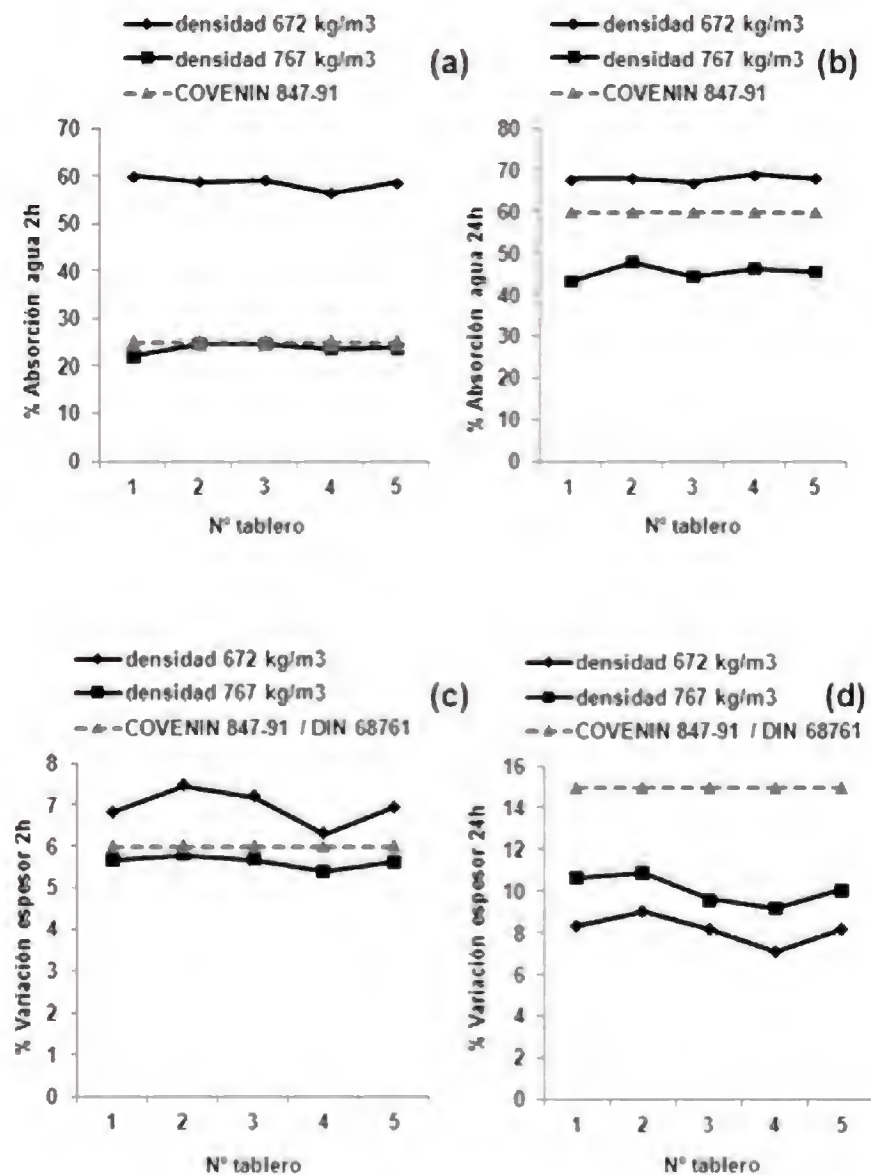 densidad 672 kg/m3
densidad 767 kg/m3
COVENIN 847-91
(a)
70
60
50
40
30
20
10
0
% Absorción agua 2h
1 2 3 4 5
N° tablero
densidad 672 kg/m3
densidad 767 kg/m3
COVENIN 847-91
(b)
80
70
60
50
40
30
20
10
0
% Absorción agua 24h
1 2 3 4 5
N° tablero
densidad 672 kg/m3
densidad 767 kg/m3
COVENIN 847-91 / DIN 68761
(c)
8
7
6
5
4
3
2
1
0
% Variación espesor 2h
1 2 3 4 5
N° tablero
densidad 672 kg/m3
densidad 767 kg/m3
COVENIN 847-91 / DIN 68761
(d)
16
14
12
10
8
6
4
2
0
% Variación espesor 24h
1 2 3 4 5
N° tablero